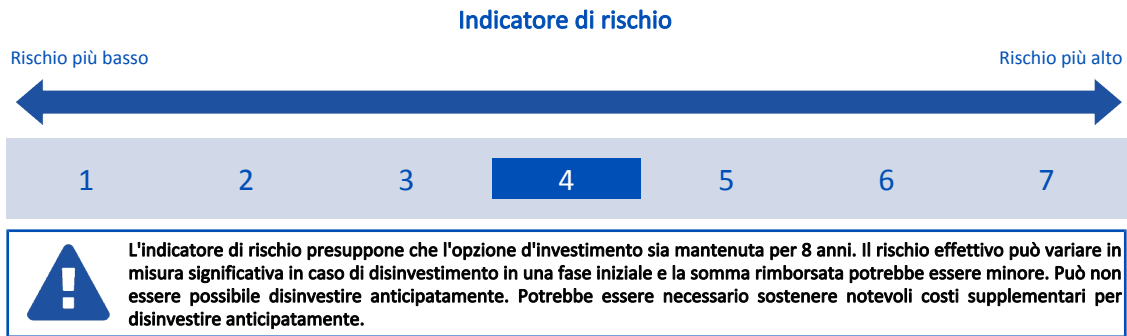 Indicatore di rischio
Rischio più basso
Rischio più alto
1 2 3 4 5 6 7
L'indicatore di rischio presuppone che l'opzione d'investimento sia mantenuta per 8 anni. Il rischio effettivo può variare in
misura significativa in caso di disinvestimento in una fase iniziale e la somma rimborsata potrebbe essere minore. Può non
essere possibile disinvestire anticipatamente. Potrebbe essere necessario sostenere notevoli costi supplementari per
disinvestire anticipatamente.